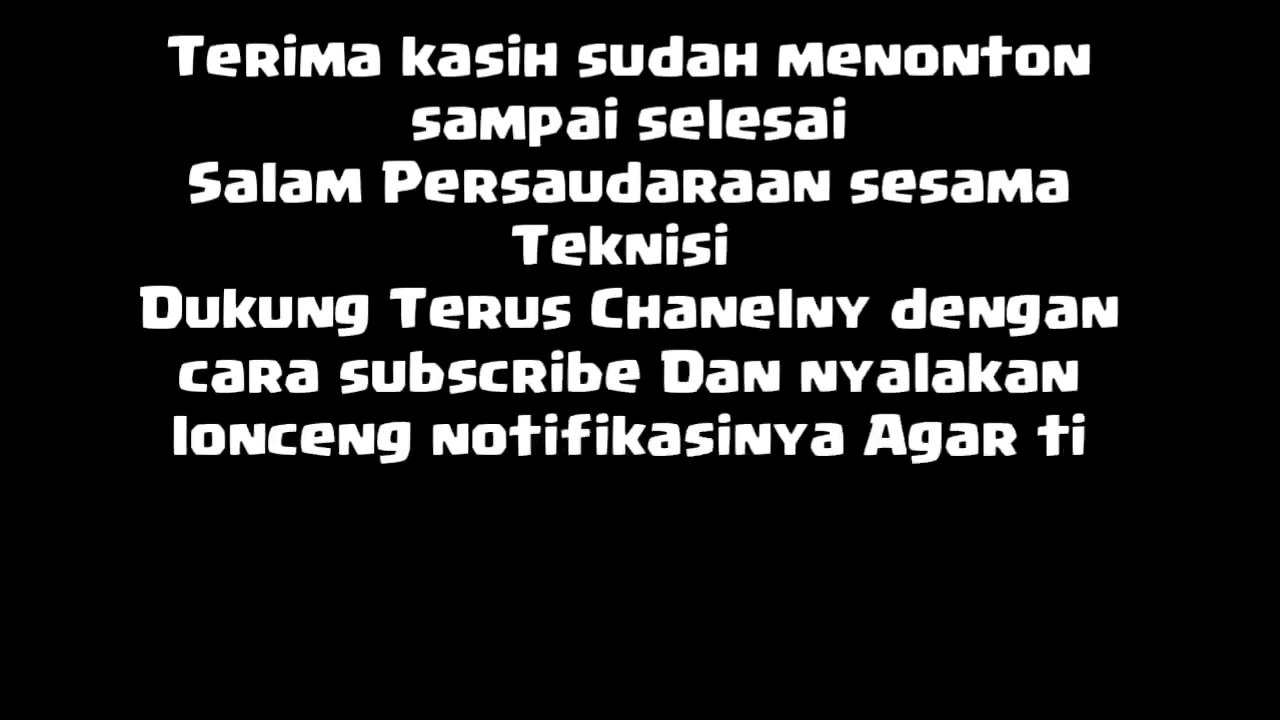 Terima kasih sudah menonton
sampai selesai
Salam Persaudaraan sesama
Teknisi
Dukung Terus Chanelny dengan
cara subscribe Dan nyalakan
lonceng notifikasinya Agar ti